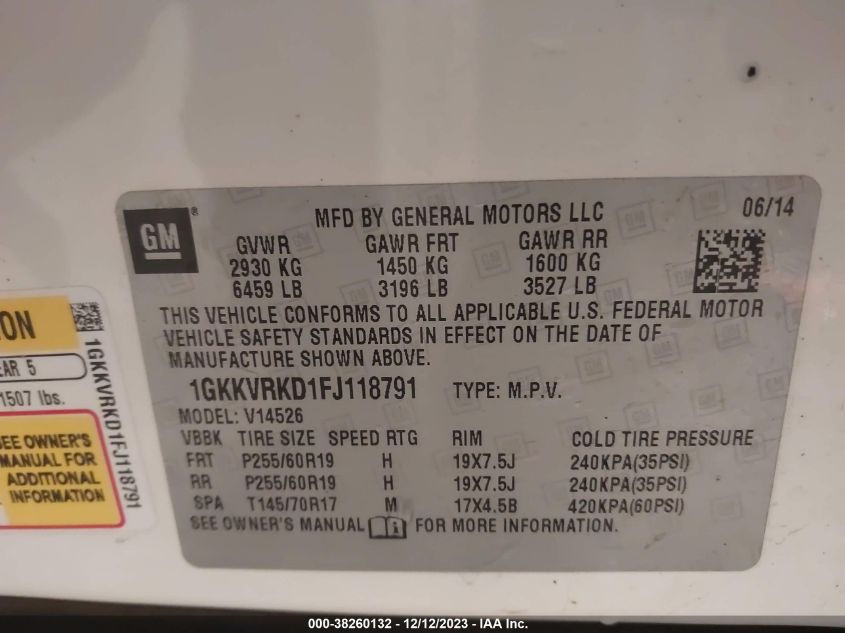 GM ®
MFD BY GENERAL MOTORS LLC 06/14
GVWR GAWR FRT GAWR RR
2930 KG 1450 KG 1600 KG
6459 LB 3196 LB 3527 LB
THIS VEHICLE CONFORMS TO ALL APPLICABLE U.S. FEDERAL MOTOR
VEHICLE SAFETY STANDARDS IN EFFECT ON THE DATE OF
MANUFACTURE SHOWN ABOVE.
1GKKVRKD1FJ118791 TYPE: M.P.V.
MODEL: V14526
VBBK TIRE SIZE SPEED RTG RIM COLD TIRE PRESSURE
FRT P255/60R19 H 19X7.5J 240KPA(35PSI)
RR P255/60R19 H 19X7.5J 240KPA(35PSI)
SPA T145/70R17 M 17X4.5B 420KPA(60PSI)
SEE OWNER'S MANUAL FOR MORE INFORMATION.
ON
EAR 5
1507 lbs.
SEE OWNER'S
MANUAL FOR
ADDITIONAL
INFORMATION
1GKKVRKD1FJ118791
000-38260132 - 12/12/2023 - IAA Inc.